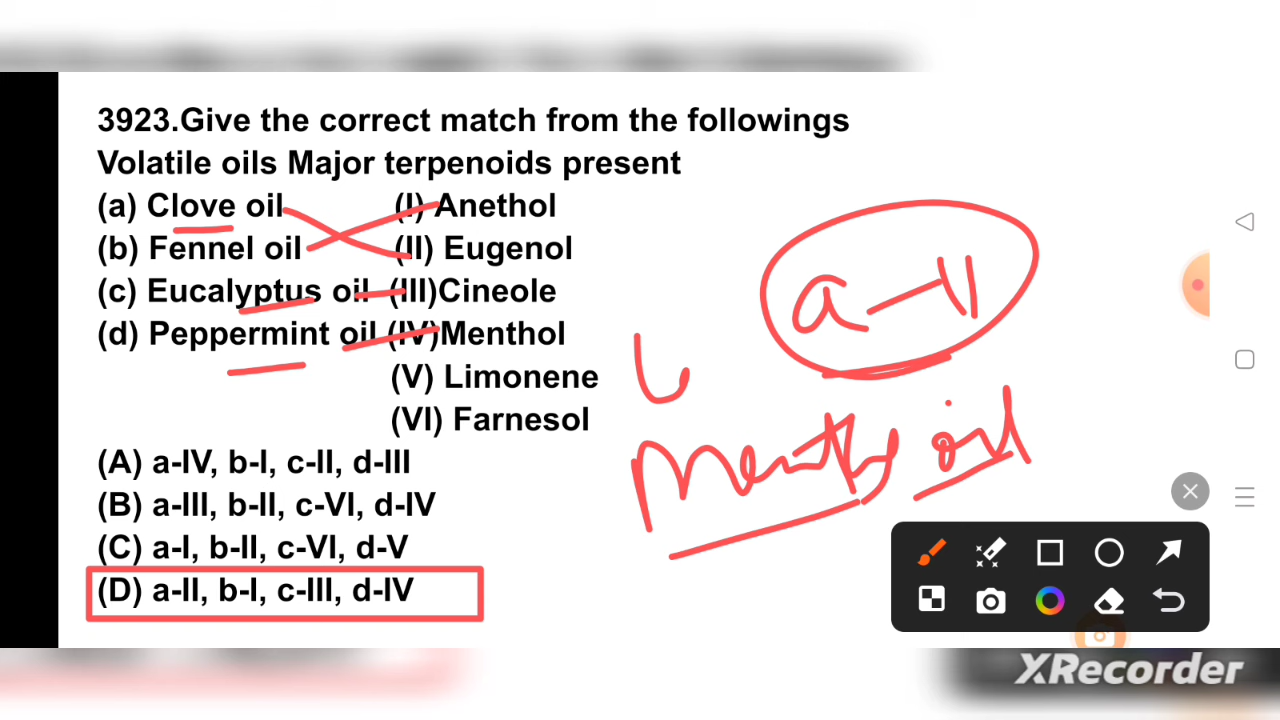 3923.Give the correct match from the followings
Volatile oils Major terpenoids present
(a) Clove oil (I) Anethol
(b) Fennel oil (II) Eugenol
(c) Eucalyptus oil (III)Cineole
(d) Peppermint oil (IV)Menthol
(V) Limonene
(VI) Farnesol
a-II
Mentha oil
(A) a-IV, b-I, c-II, d-III
(B) a-III, b-II, c-VI, d-IV
(C) a-I, b-II, c-VI, d-V
(D) a-II, b-I, c-III, d-IV
XRecorder